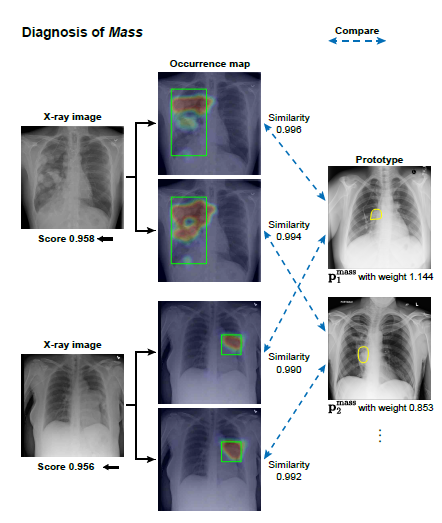 Diagnosis of Mass
Compare
Occurrence map
X-ray image
Similarity
0.996
Prototype
Score 0.958
Similarity
0.994
p₁ᵐᵃˢˢ with weight 1.144
X-ray image
Similarity
0.990
p₂ᵐᵃˢˢ with weight 0.853
Score 0.956
Similarity
0.992